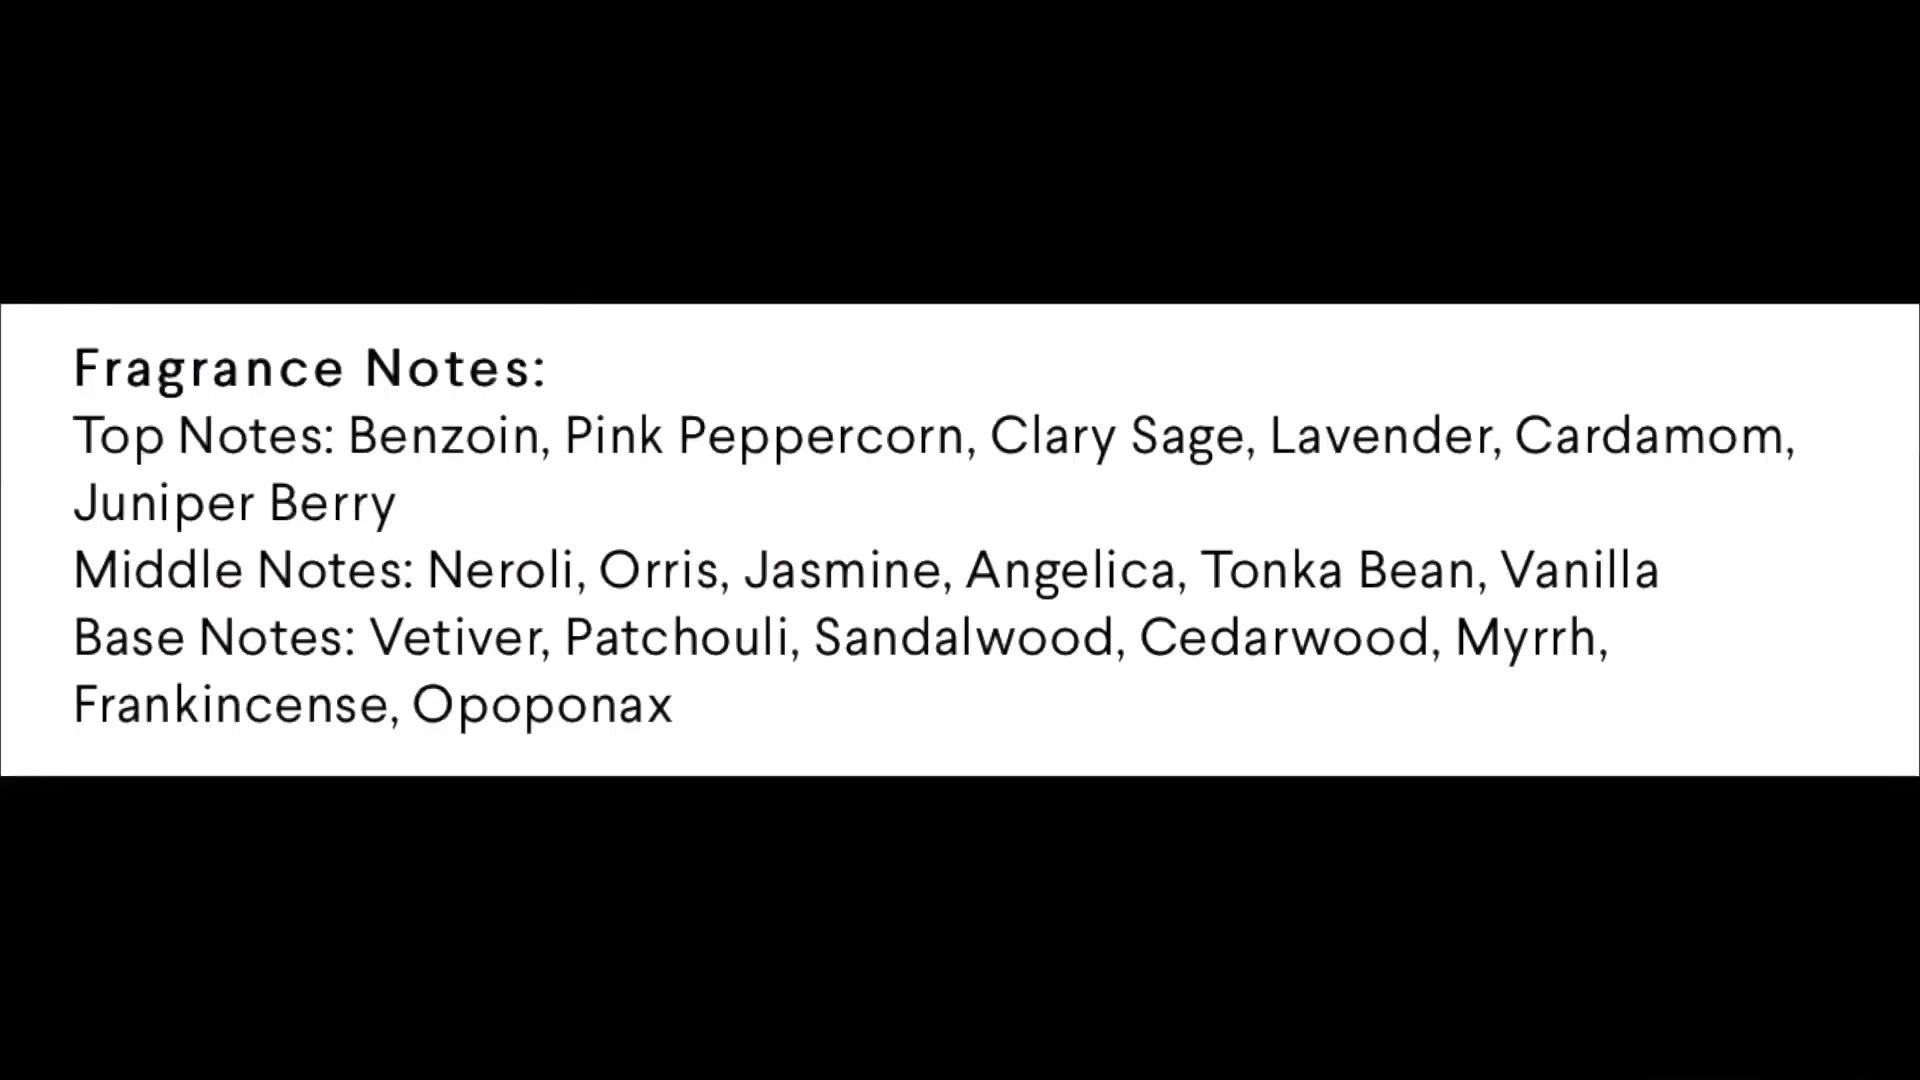 Fragrance Notes:
Top Notes: Benzoin, Pink Peppercorn, Clary Sage, Lavender, Cardamom,
Juniper Berry
Middle Notes: Neroli, Orris, Jasmine, Angelica, Tonka Bean, Vanilla
Base Notes: Vetiver, Patchouli, Sandalwood, Cedarwood, Myrrh,
Frankincense, Opoponax